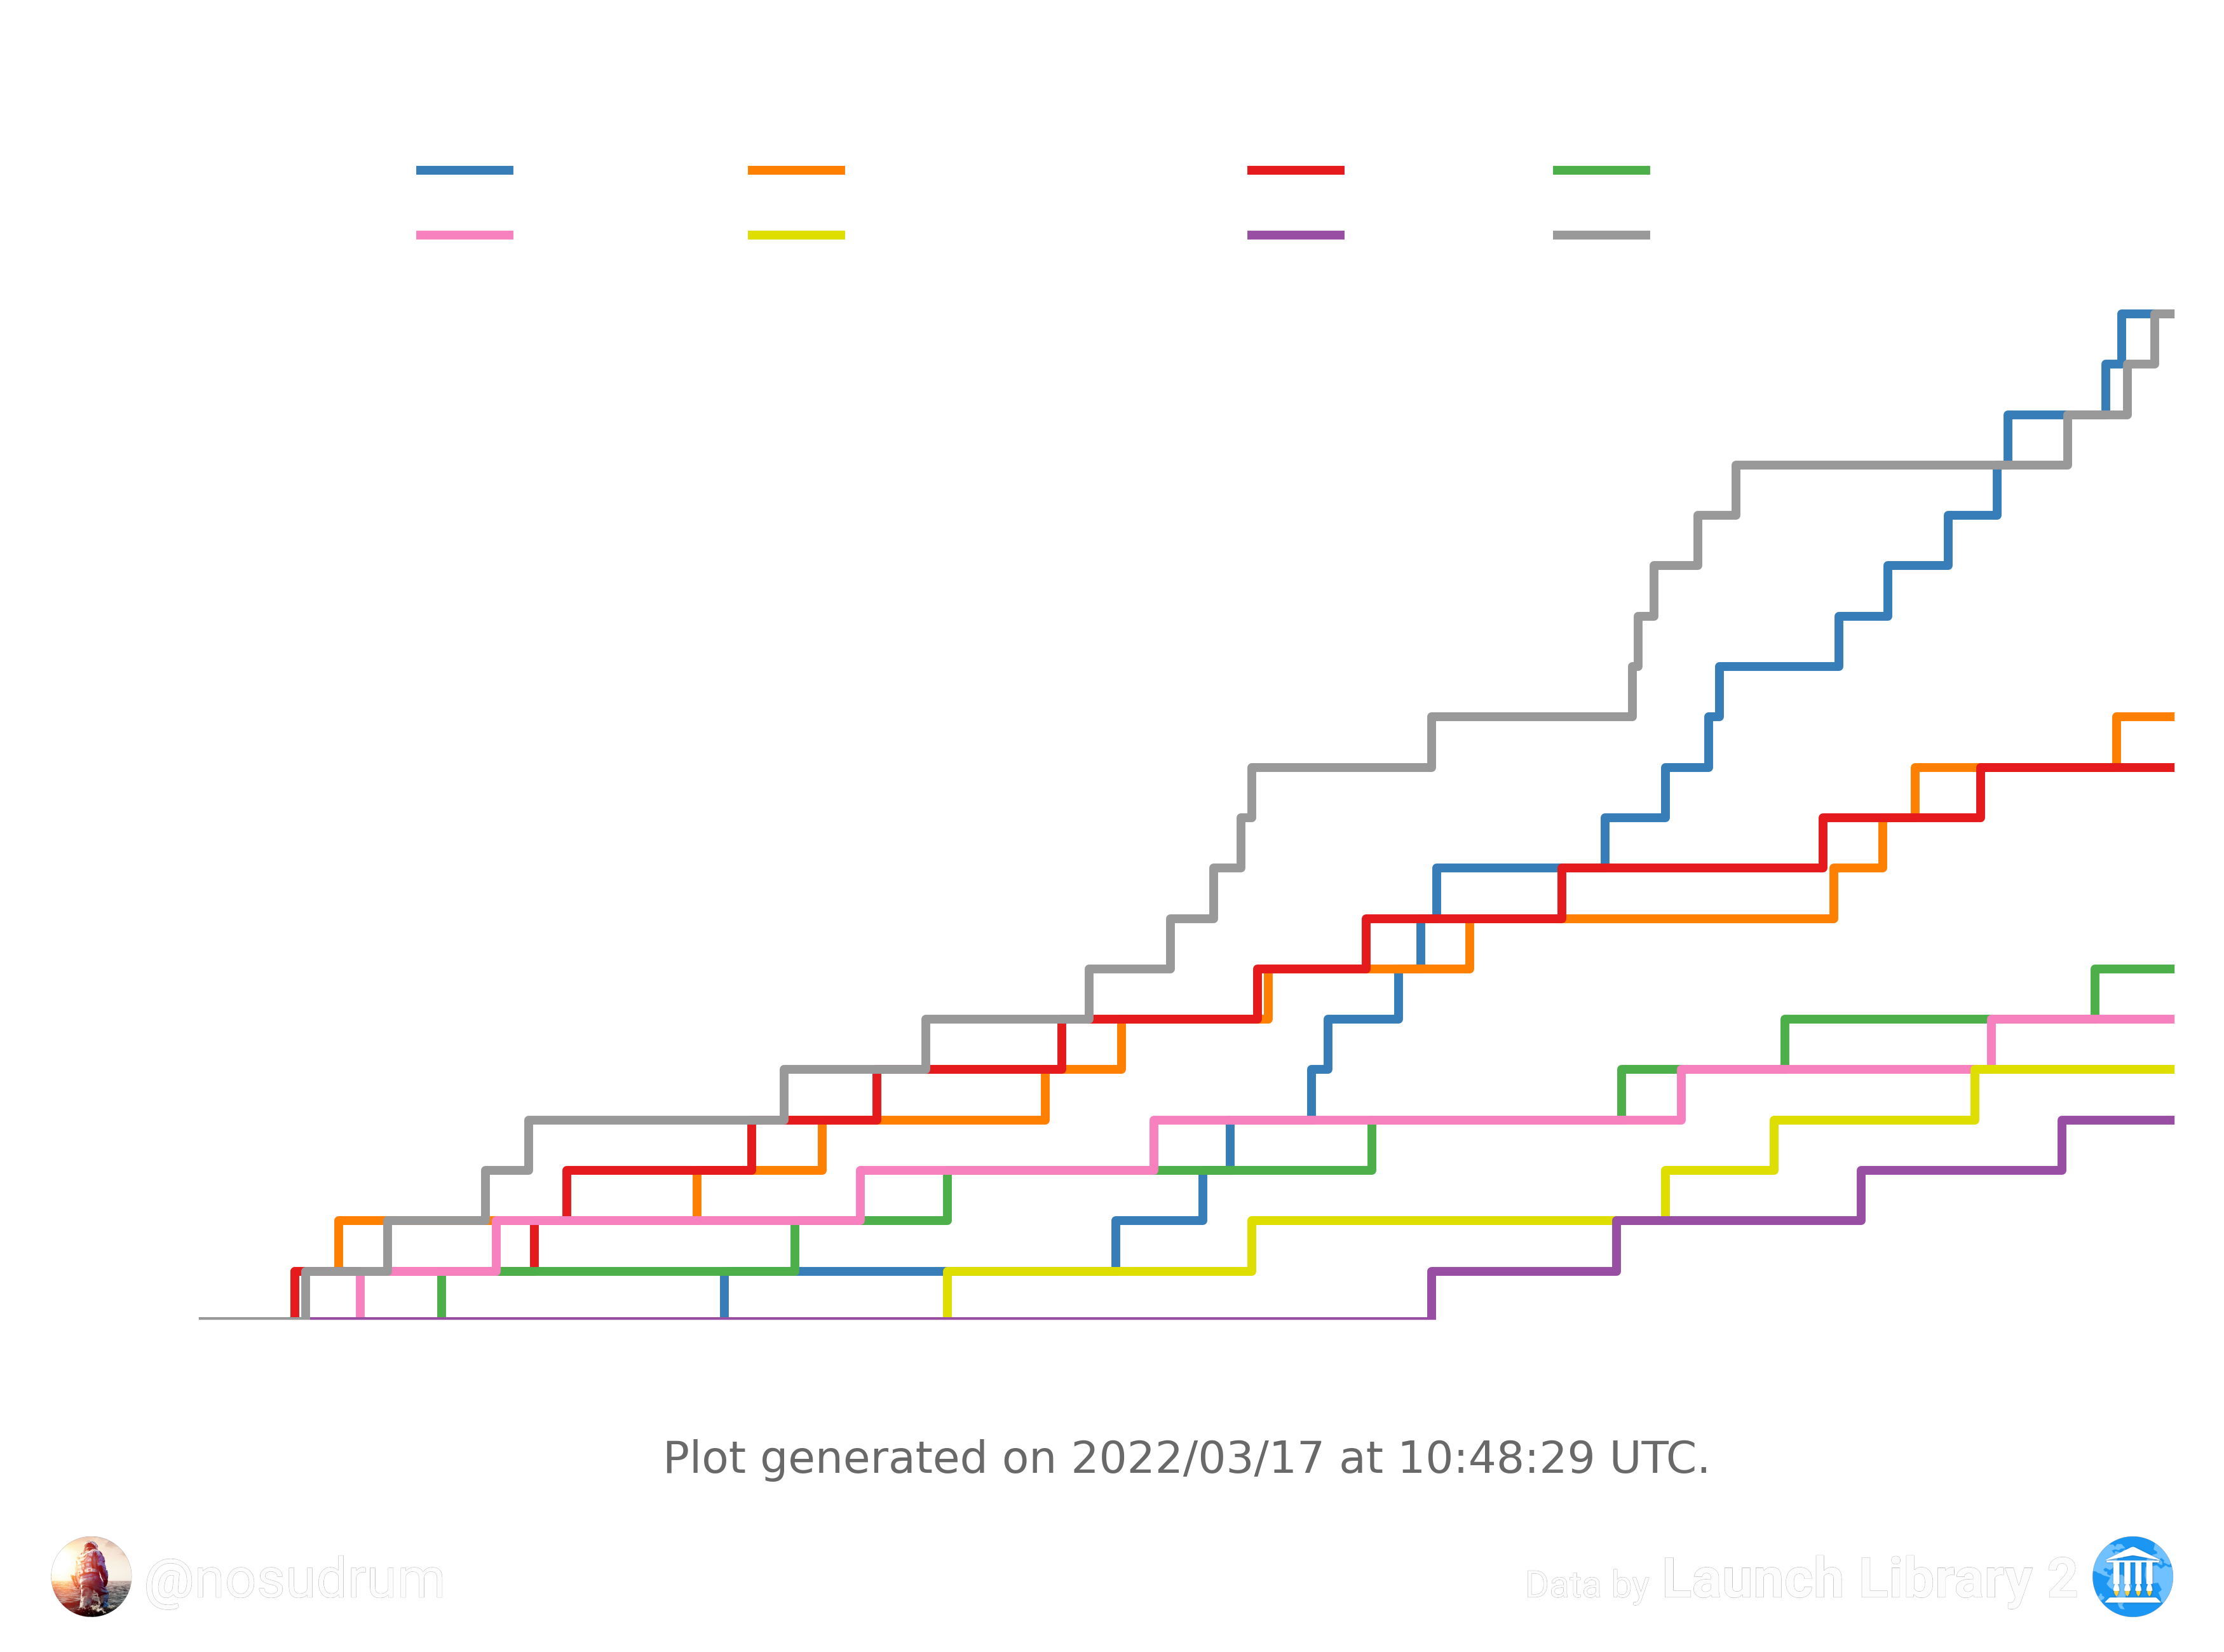 Plot generated on 2022/03/17 at 10:48:29 UTC.
@nosudrum
Data by Launch Library 2